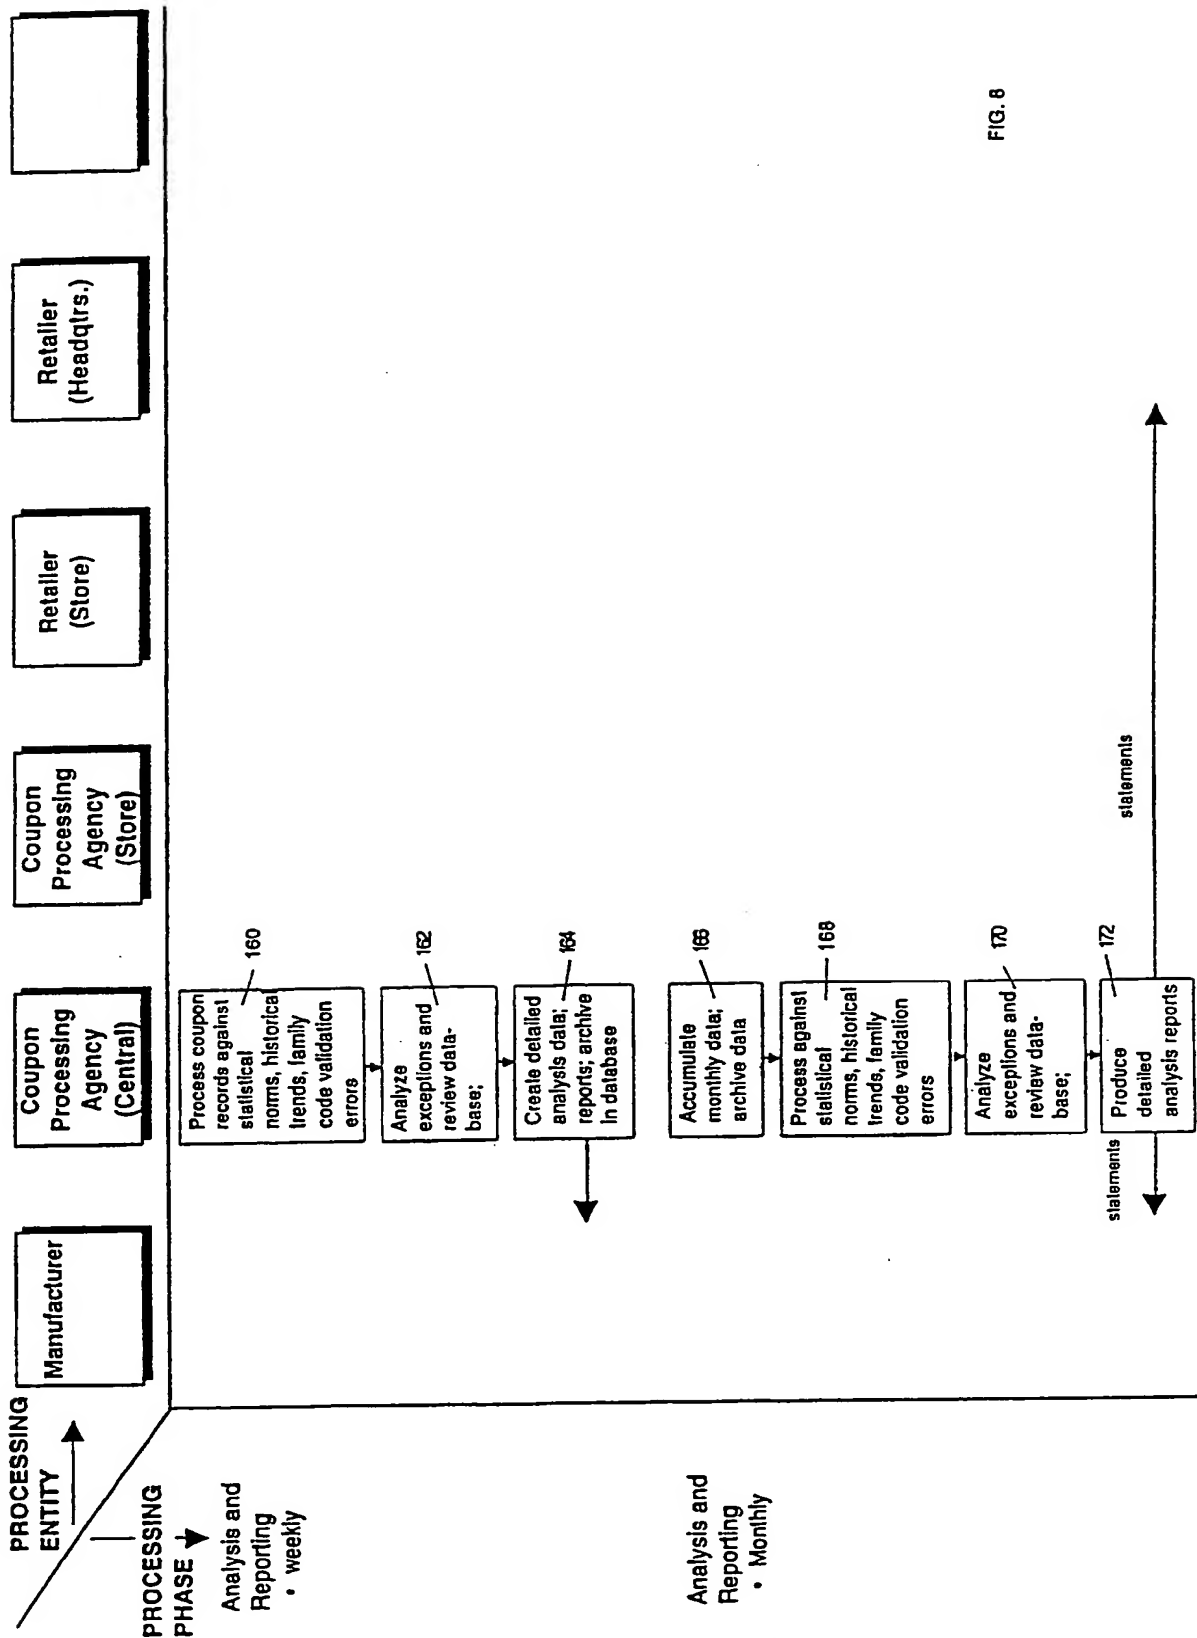 PROCESSING
ENTITY
PROCESSING
PHASE
Manufacturer
Coupon
Processing
Agency
(Central)
Coupon
Processing
Agency
(Store)
Retailer
(Store)
Retailer
(Headqtrs.)
Analysis and
Reporting
• weekly
Process coupon
records against
statistical
norms, historical
trends, family
code validation
errors
160
Analyze
exceptions and
review data-
base;
162
Create detailed
analysis data;
reports; archive
in database
164
Analysis and
Reporting
• Monthly
Accumulate
monthly data;
archive data
166
Process against
statistical
norms, historical
trends, family
code validation
errors
168
Analyze
exceptions and
review data-
base;
170
Produce
detailed
analysis reports
172
statements
statements
FIG. 8